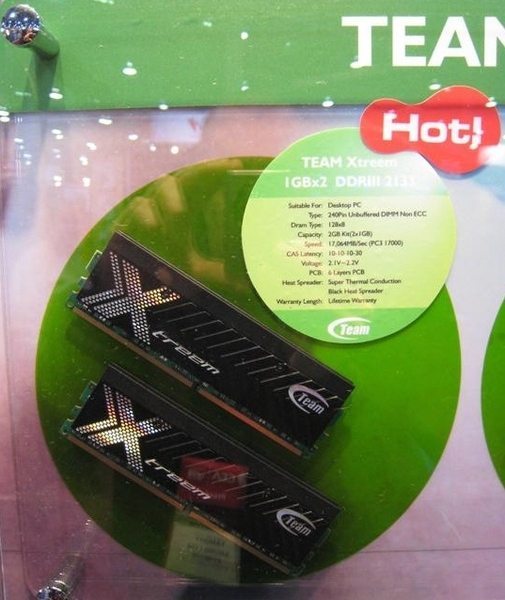 TEAM
Hot!
TEAM Xtreem
1GBx2 DDRIII 2133
Suitable For: Desktop PC
Type: 240Pin Unbuffered DIMM Non ECC
Dram Type: 128x8
Capacity: 2GB Kit(2x1GB)
Speed: 17,064MB/Sec (PC3 17000)
CAS Latency: 10-10-10-30
Voltage: 2.1V~2.2V
PCB: 6 Layers PCB
Heat Spreader: Super Thermal Conduction
Black Heat Spreader
Warranty Length: Lifetime Warranty
Team
Xtreem
Team
Xtreem
Team